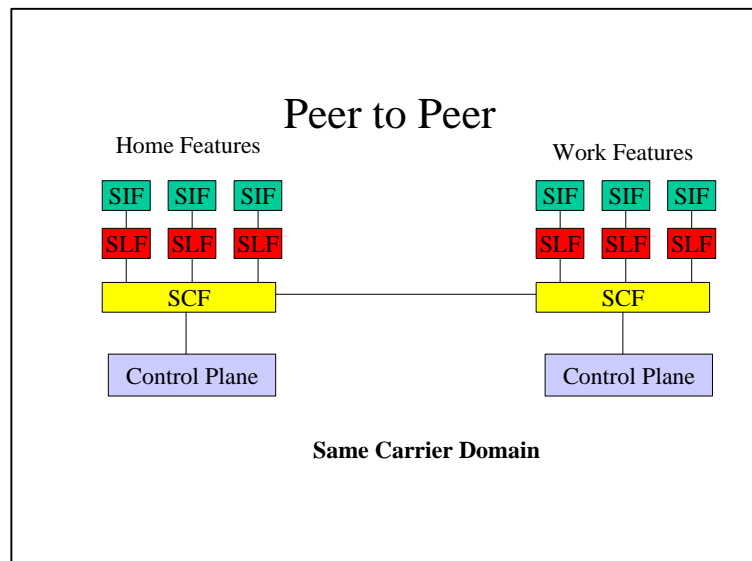 Peer to Peer
Home Features
Work Features
SIF SIF SIF
SIF SIF SIF
SLF SLF SLF
SLF SLF SLF
SCF
SCF
Control Plane
Control Plane
Same Carrier Domain